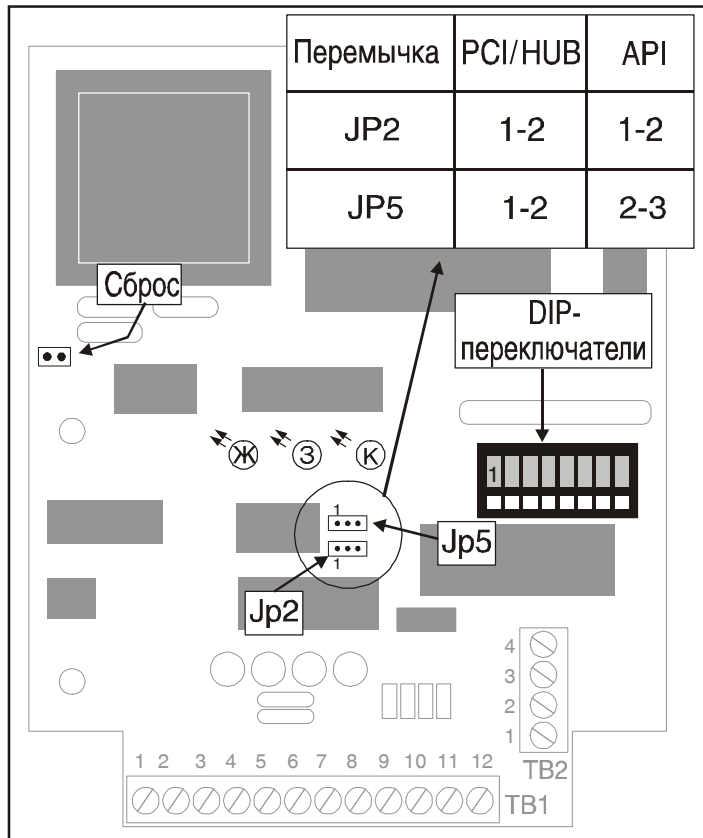 Перемычка PCI/HUB API
JP2 1-2 1-2
JP5 1-2 2-3
Сброс
DIP-
переключатели
Ж З К
1
1
Jp5
1
Jp2
4
3
2
1
TB2
1 2 3 4 5 6 7 8 9 10 11 12
TB1